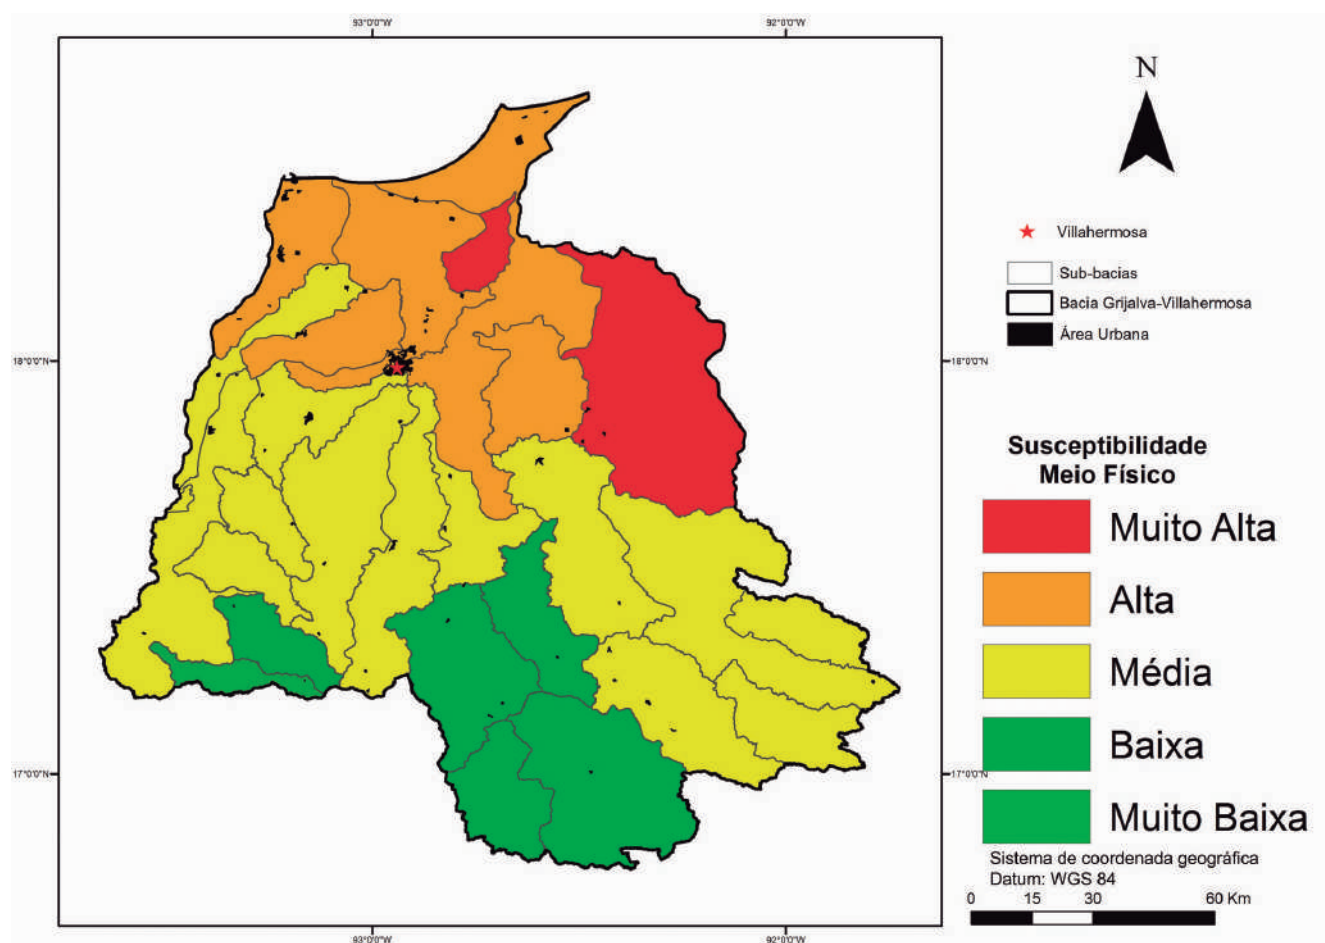 93°0'0"W
92°0'0"W
N
Villahermosa
Sub-bacias
Bacia Grijalva-Villahermosa
Área Urbana
18°0'0"N
18°0'0"N
Susceptibilidade
Meio Físico
Muito Alta
Alta
Média
Baixa
Muito Baixa
17°0'0"N
17°0'0"N
Sistema de coordenada geográfica
Datum: WGS 84
0 15 30 60 Km
93°0'0"W
92°0'0"W